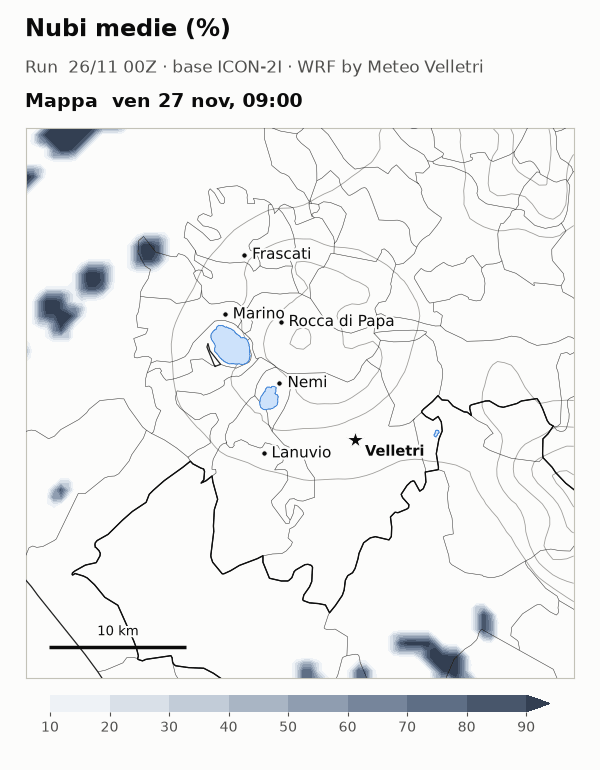 Nubi medie (%)
Run  26/11 00Z · base ICON-2I · WRF by Meteo Velletri
Mappa  ven 27 nov, 09:00
Frascati
Marino
Rocca di Papa
Nemi
Velletri
Lanuvio
10 km
10 20 30 40 50 60 70 80 90